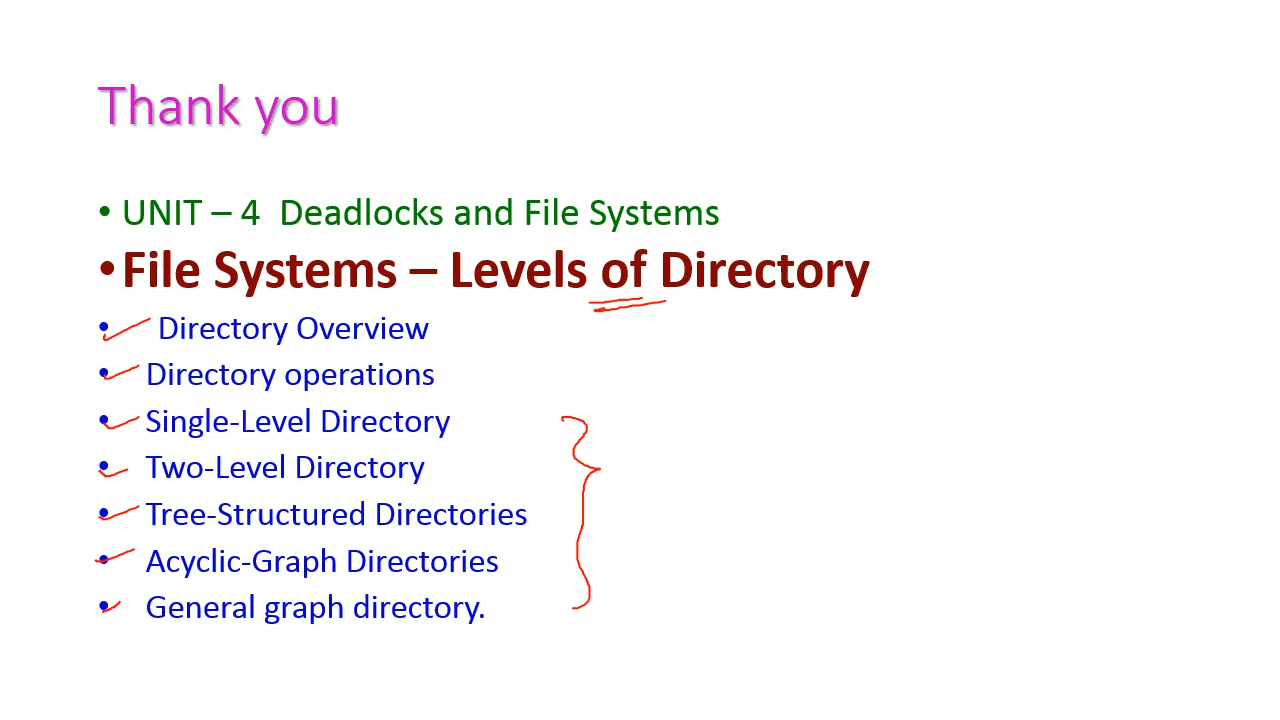 Thank you
• UNIT – 4 Deadlocks and File Systems
• File Systems – Levels of Directory
• Directory Overview
• Directory operations
• Single-Level Directory
• Two-Level Directory
• Tree-Structured Directories
• Acyclic-Graph Directories
• General graph directory.